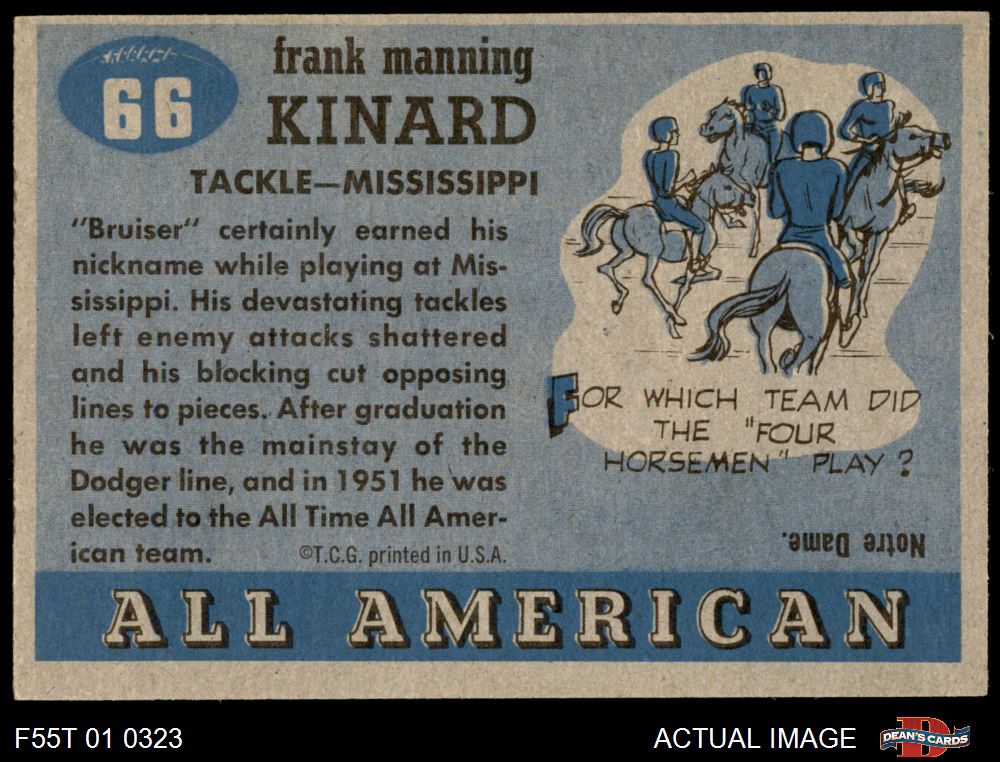 66
frank manning
KINARD
TACKLE—MISSISSIPPI
"Bruiser" certainly earned his
nickname while playing at Mis-
sissippi. His devastating tackles
left enemy attacks shattered
and his blocking cut opposing
lines to pieces. After graduation
he was the mainstay of the
Dodger line, and in 1951 he was
elected to the All Time All Amer-
ican team.
©T.C.G. printed in U.S.A.
FOR WHICH TEAM DID
THE "FOUR
HORSEMEN" PLAY?
Notre Dame.
ALL AMERICAN
F55T 01 0323
ACTUAL IMAGE
D
DEAN'S CARDS